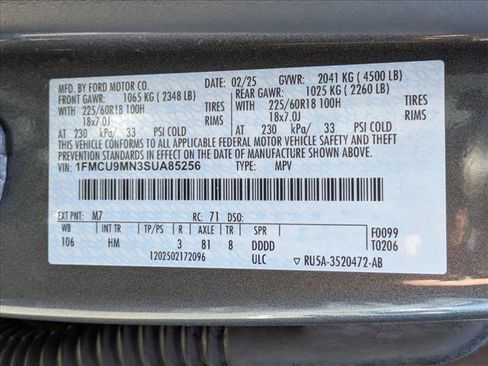 MFD. BY FORD MOTOR CO. DATE: 02/25 GVWR: 2041 KG (4500 LB)
FRONT GAWR: 1065 KG (2348 LB) REAR GAWR: 1025 KG (2260 LB)
225/60R18 100H TIRES 225/60R18 100H TIRES
18x7.0J RIMS 18x7.0J RIMS
AT 230 kPa/ 33 PSI COLD AT 230 kPa/ 33 PSI COLD
THIS VEHICLE CONFORMS TO ALL APPLICABLE FEDERAL MOTOR VEHICLE SAFETY AND BUMPER
STANDARDS, AND THEFT PREVENTION STANDARDS IN EFFECT ON THE DATE OF MANUFACTURE SHOWN ABOVE.
VIN: 1FMCU9MN3SUA85256 TYPE: MPV
EXT PNT: M7 RC: 71 DSO:
WB INT TR TP/PS R AXLE TR SPR F0099
106 HM 3 81 8 DDDD T0206
1202502172096 ULC ▽ RU5A-3520472-AB